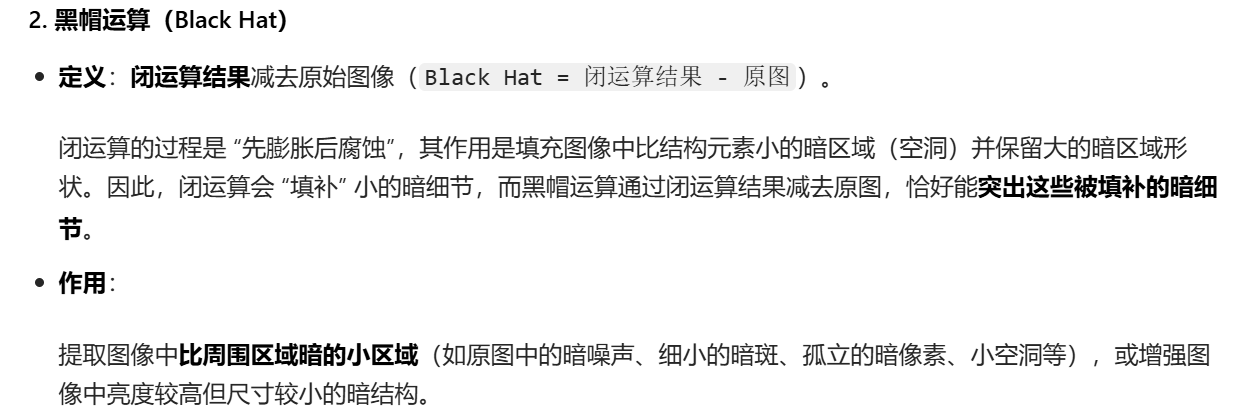 2. 黑帽运算（Black Hat）
• 定义：闭运算结果减去原始图像（Black Hat = 闭运算结果 - 原图）。
闭运算的过程是 “先膨胀后腐蚀”，其作用是填充图像中比结构元素小的暗区域（空洞）并保留大的暗区域形
状。因此，闭运算会 “填补” 小的暗细节，而黑帽运算通过闭运算结果减去原图，恰好能突出这些被填补的暗细
节。
• 作用：
提取图像中比周围区域暗的小区域（如原图中的暗噪声、细小的暗斑、孤立的暗像素、小空洞等），或增强图
像中亮度较高但尺寸较小的暗结构。